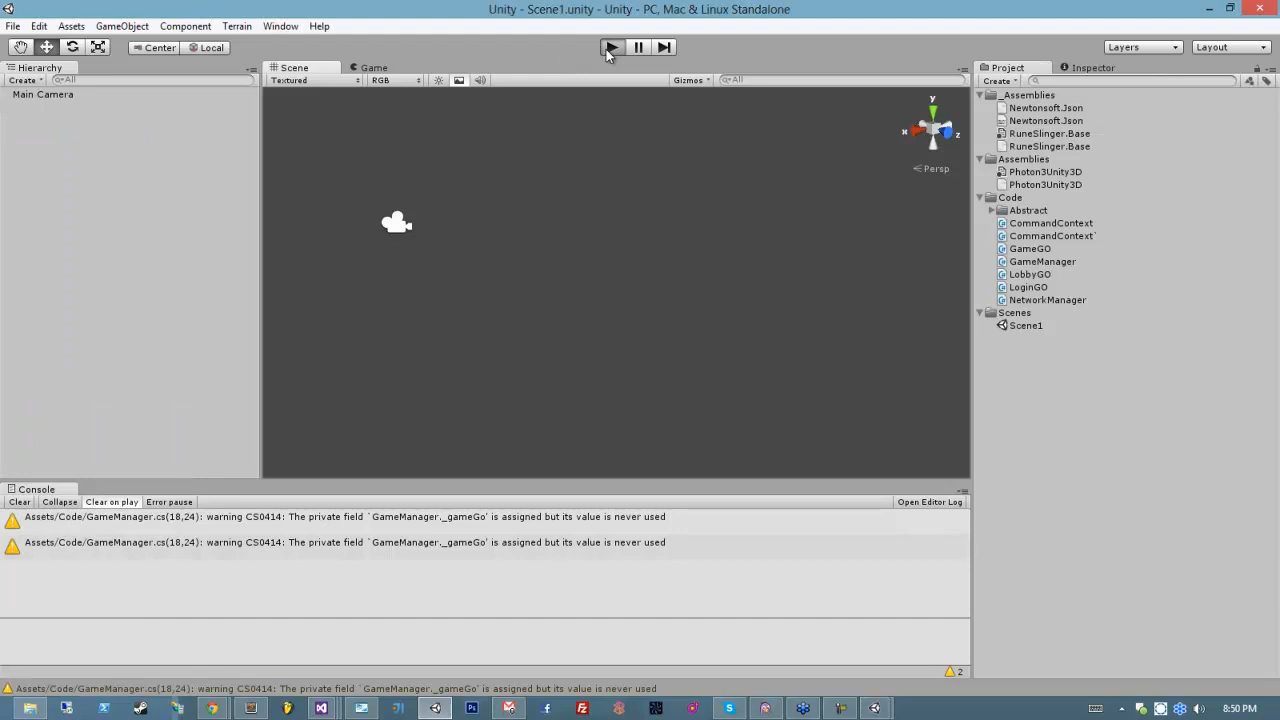 Unity - Scene1.unity - Unity - PC, Mac & Linux Standalone
File Edit Assets GameObject Component Terrain Window Help
Center Local
Layers Layout
Hierarchy
Create All
Main Camera
Scene Game
Textured RGB Gizmos All
y
x z
Persp
Project Inspector
Create
_Assemblies
Newtonsoft.Json
Newtonsoft.Json
RuneSlinger.Base
RuneSlinger.Base
Assemblies
Photon3Unity3D
Photon3Unity3D
Code
Abstract
CommandContext
CommandContext`
GameGO
GameManager
LobbyGO
LoginGO
NetworkManager
Scenes
Scene1
Console
Clear Collapse Clear on play Error pause Open Editor Log
Assets/Code/GameManager.cs(18,24): warning CS0414: The private field `GameManager._gameGo' is assigned but its value is never used
Assets/Code/GameManager.cs(18,24): warning CS0414: The private field `GameManager._gameGo' is assigned but its value is never used
2
Assets/Code/GameManager.cs(18,24): warning CS0414: The private field `GameManager._gameGo' is assigned but its value is never used
8:50 PM